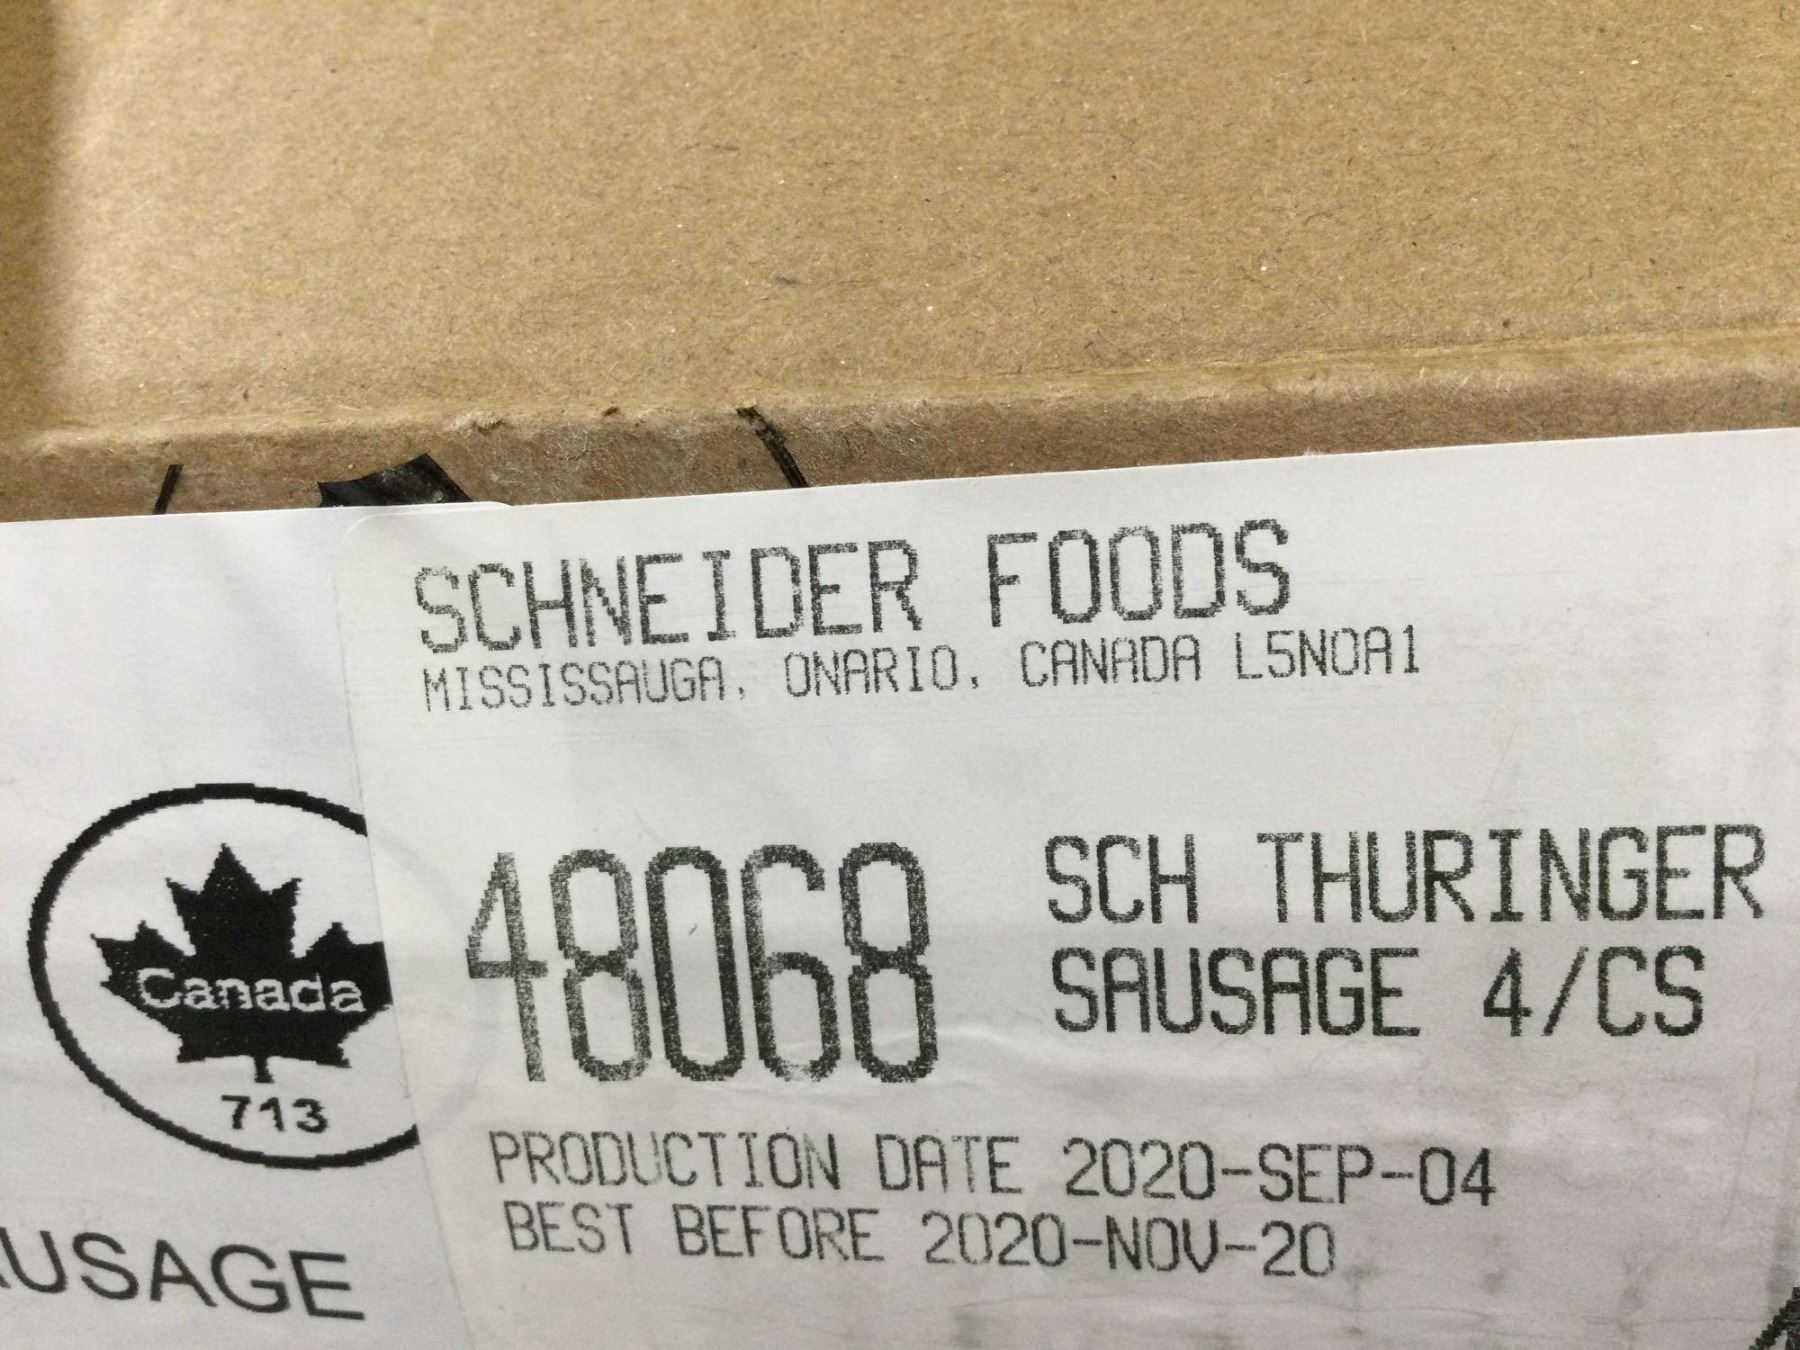 SCHNEIDER FOODS
MISSISSAUGA, ONARIO, CANADA L5N0A1
48068
SCH THURINGER
SAUSAGE 4/CS
Canada
713
PRODUCTION DATE 2020-SEP-04
BEST BEFORE 2020-NOV-20
USAGE